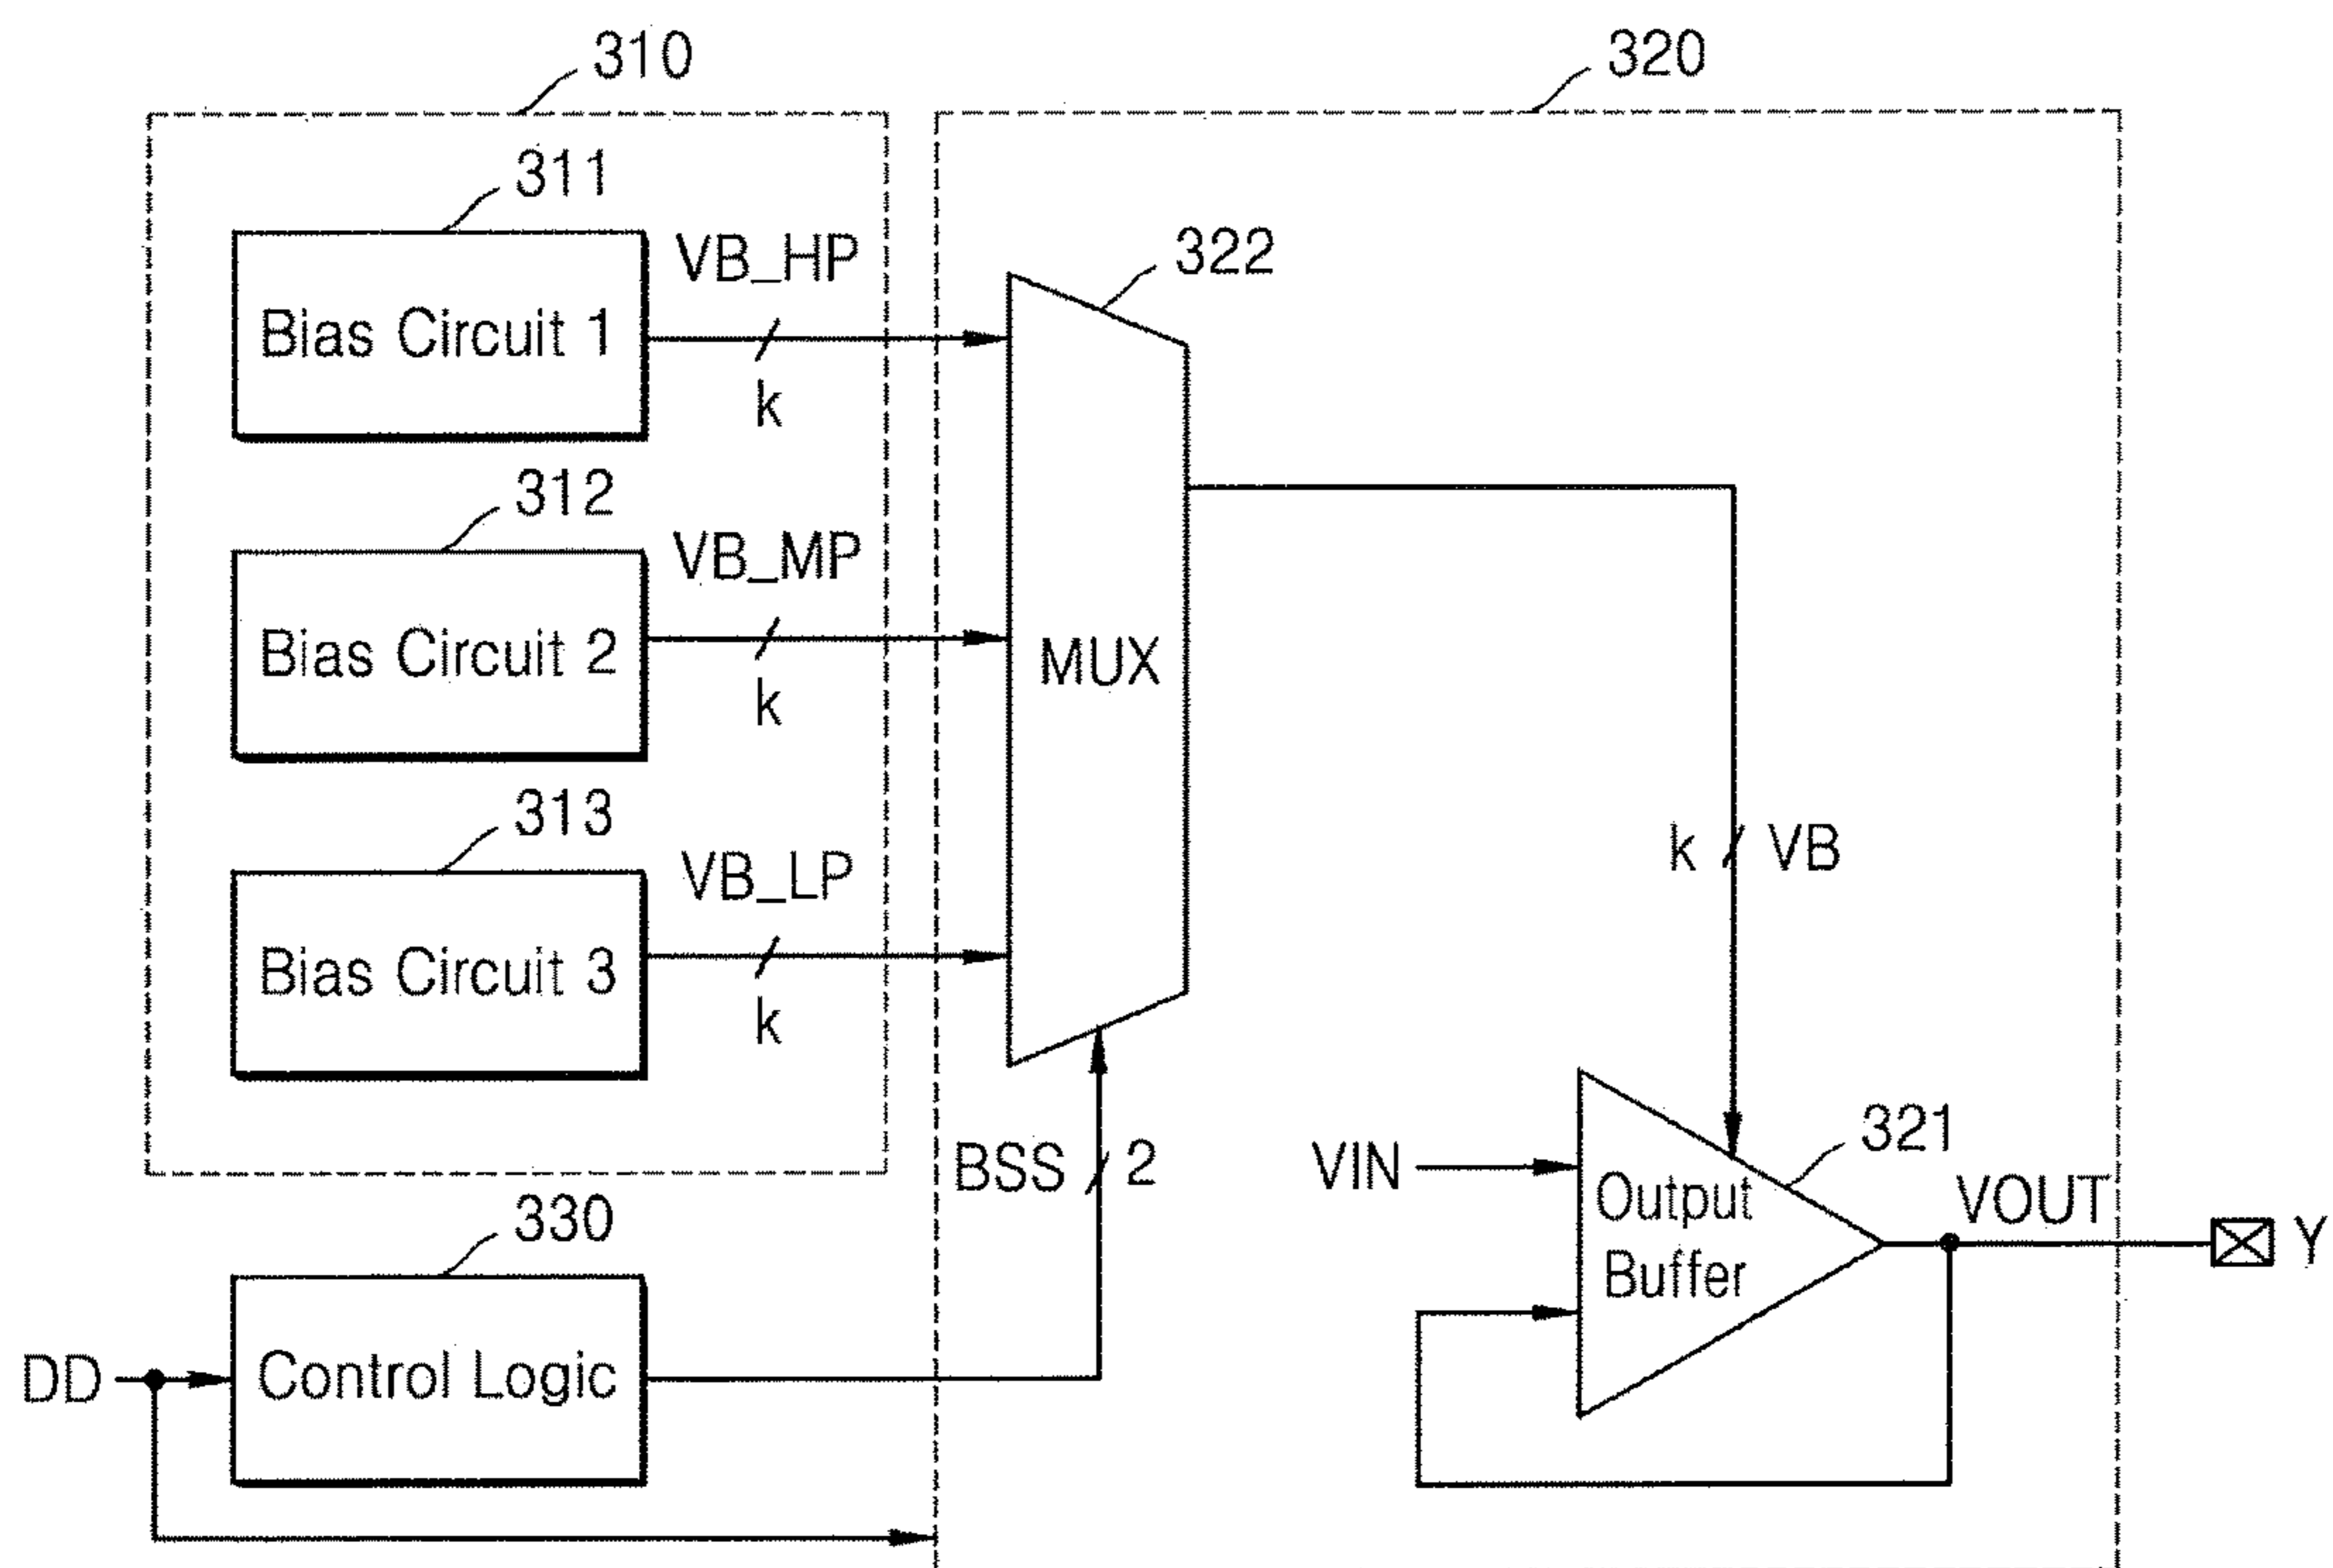 310
320
311
VB_HP
Bias Circuit 1
k
322
312
VB_MP
Bias Circuit 2
k
MUX
313
VB_LP
Bias Circuit 3
k
k VB
BSS 2
VIN
321
Output
Buffer
VOUT
Y
330
DD
Control Logic